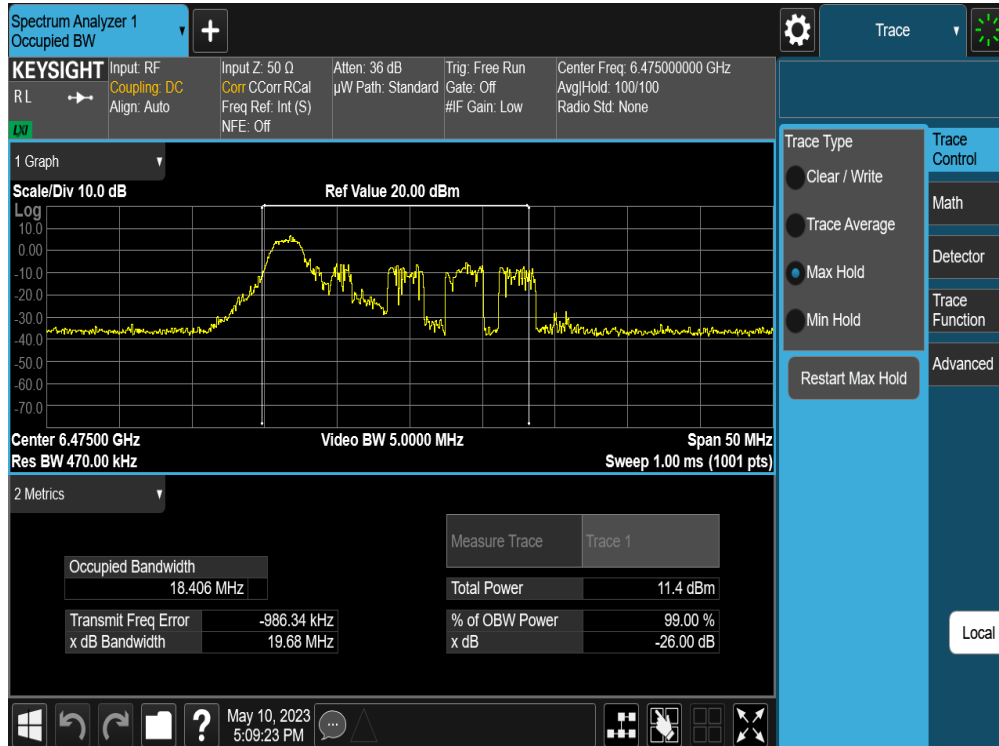 Spectrum Analyzer 1
Occupied BW
+
Trace
KEYSIGHT
R L
LXI
Input: RF
Coupling: DC
Align: Auto
Input Z: 50 Ω
Corr CCorr RCal
Freq Ref: Int (S)
NFE: Off
Atten: 36 dB
µW Path: Standard
Trig: Free Run
Gate: Off
#IF Gain: Low
Center Freq: 6.475000000 GHz
Avg|Hold: 100/100
Radio Std: None
1 Graph
Scale/Div 10.0 dB
Ref Value 20.00 dBm
Log
10.0
0.00
-10.0
-20.0
-30.0
-40.0
-50.0
-60.0
-70.0
Center 6.47500 GHz
Video BW 5.0000 MHz
Span 50 MHz
Res BW 470.00 kHz
Sweep 1.00 ms (1001 pts)
2 Metrics
Measure Trace
Trace 1
Occupied Bandwidth
18.406 MHz
Total Power
11.4 dBm
Transmit Freq Error
-986.34 kHz
% of OBW Power
99.00 %
x dB Bandwidth
19.68 MHz
x dB
-26.00 dB
Trace Type
Clear / Write
Trace Average
Max Hold
Min Hold
Restart Max Hold
Trace
Control
Math
Detector
Trace
Function
Advanced
Local
?
May 10, 2023
5:09:23 PM